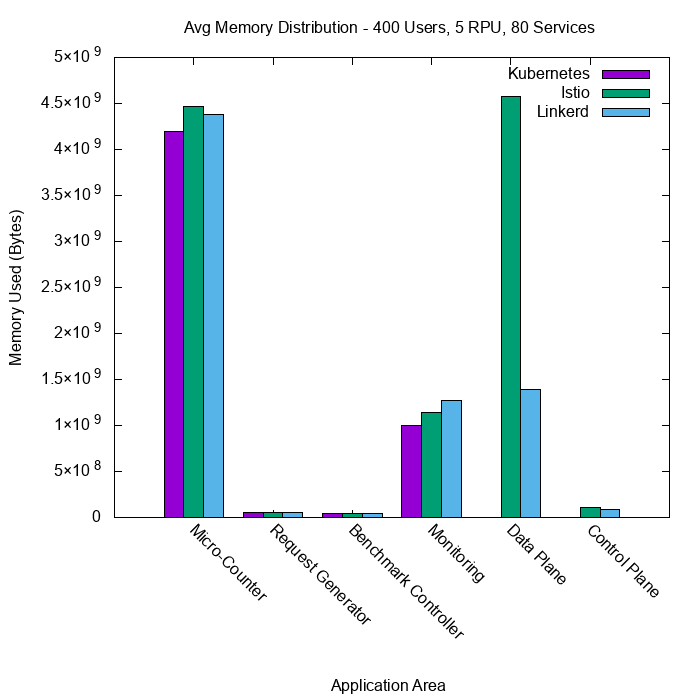 Avg Memory Distribution - 400 Users, 5 RPU, 80 Services
5×10⁹
4.5×10⁹
4×10⁹
3.5×10⁹
3×10⁹
2.5×10⁹
2×10⁹
1.5×10⁹
1×10⁹
5×10⁸
0
Memory Used (Bytes)
Kubernetes
Istio
Linkerd
Micro-Counter
Request Generator
Benchmark Controller
Monitoring
Data Plane
Control Plane
Application Area